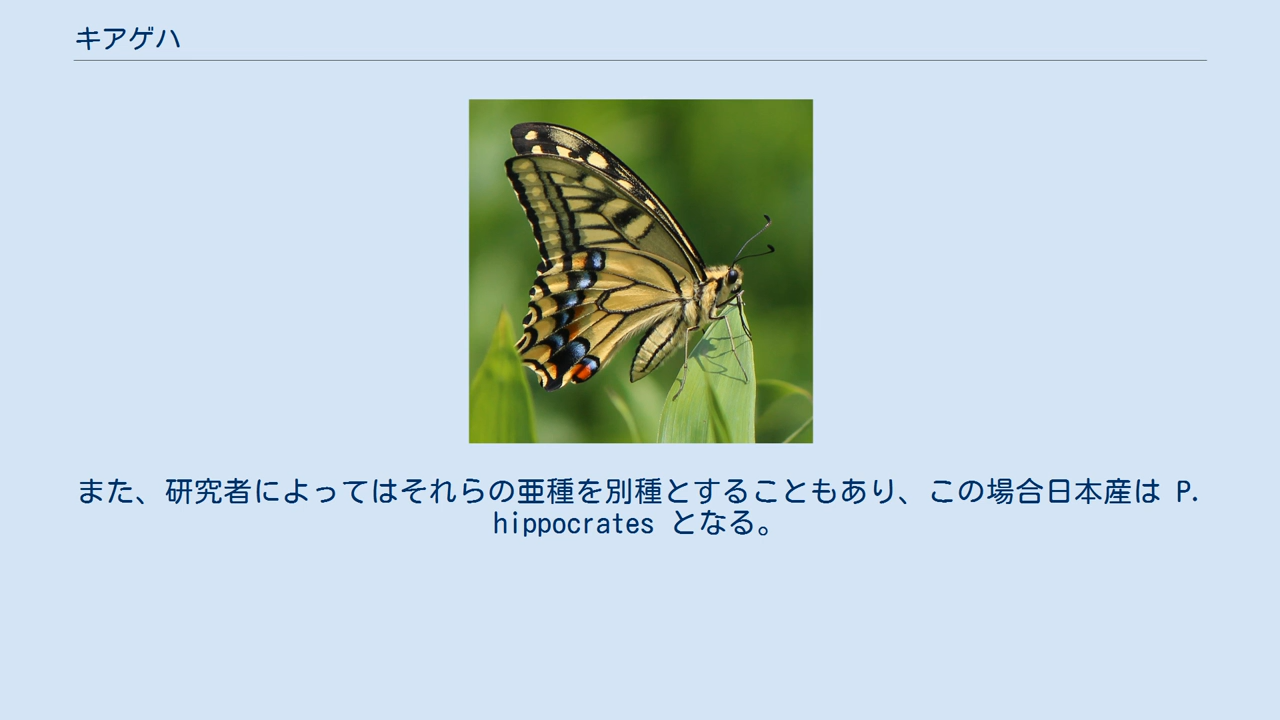 キアゲハ
また、研究者によってはそれらの亜種を別種とすることもあり、この場合日本産は P.
hippocrates となる。